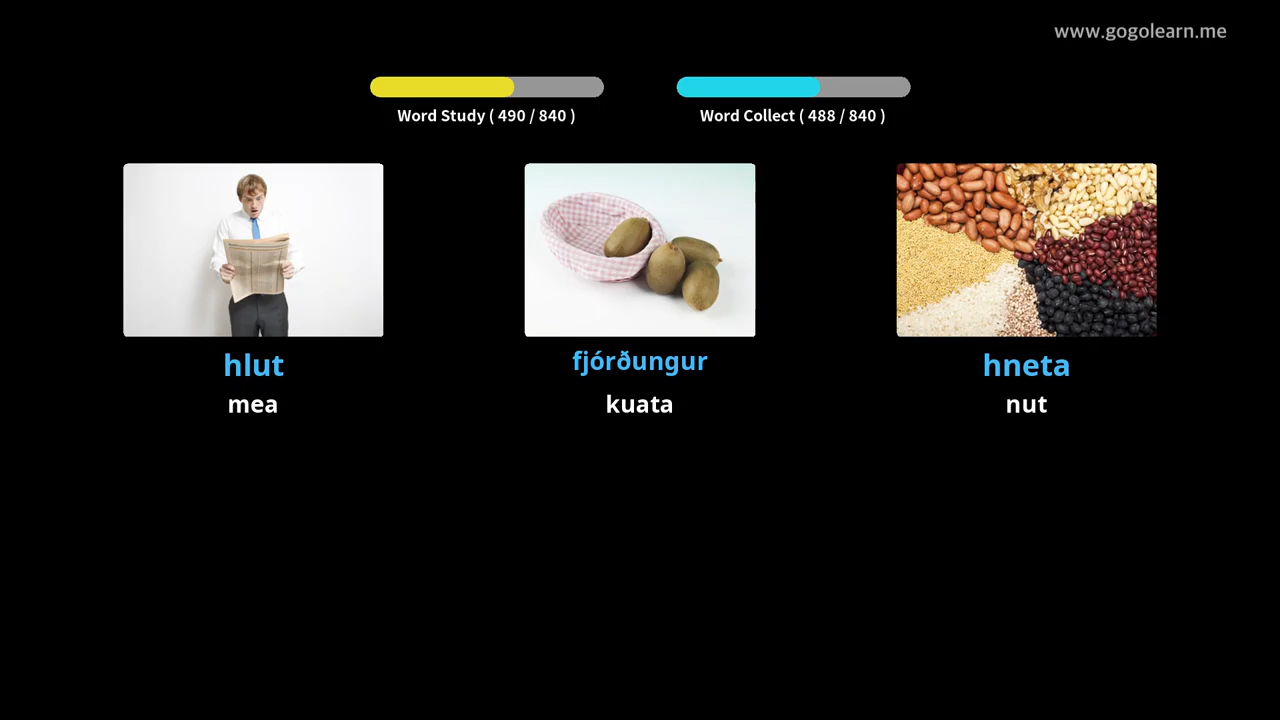 www.gogolearn.me
Word Study ( 490 / 840 )
Word Collect ( 488 / 840 )
hlut
mea
fjórðungur
kuata
hneta
nut